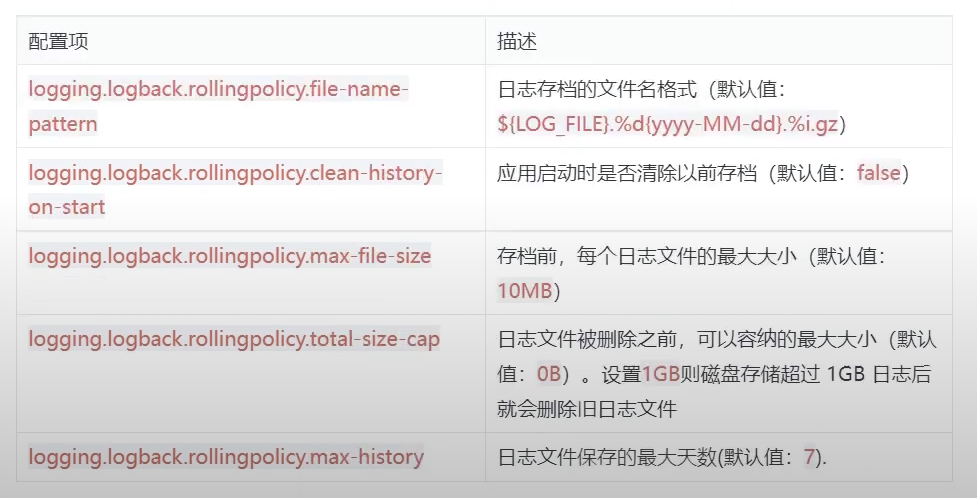 配置项
描述
logging.logback.rollingpolicy.file-name-
pattern
日志存档的文件名格式（默认值：
${LOG_FILE}.%d{yyyy-MM-dd}.%i.gz）
logging.logback.rollingpolicy.clean-history-
on-start
应用启动时是否清除以前存档（默认值：false）
logging.logback.rollingpolicy.max-file-size
存档前，每个日志文件的最大大小（默认值：
10MB）
logging.logback.rollingpolicy.total-size-cap
日志文件被删除之前，可以容纳的最大大小（默认
值：0B）。设置1GB则磁盘存储超过 1GB 日志后
就会删除旧日志文件
logging.logback.rollingpolicy.max-history
日志文件保存的最大天数(默认值：7).